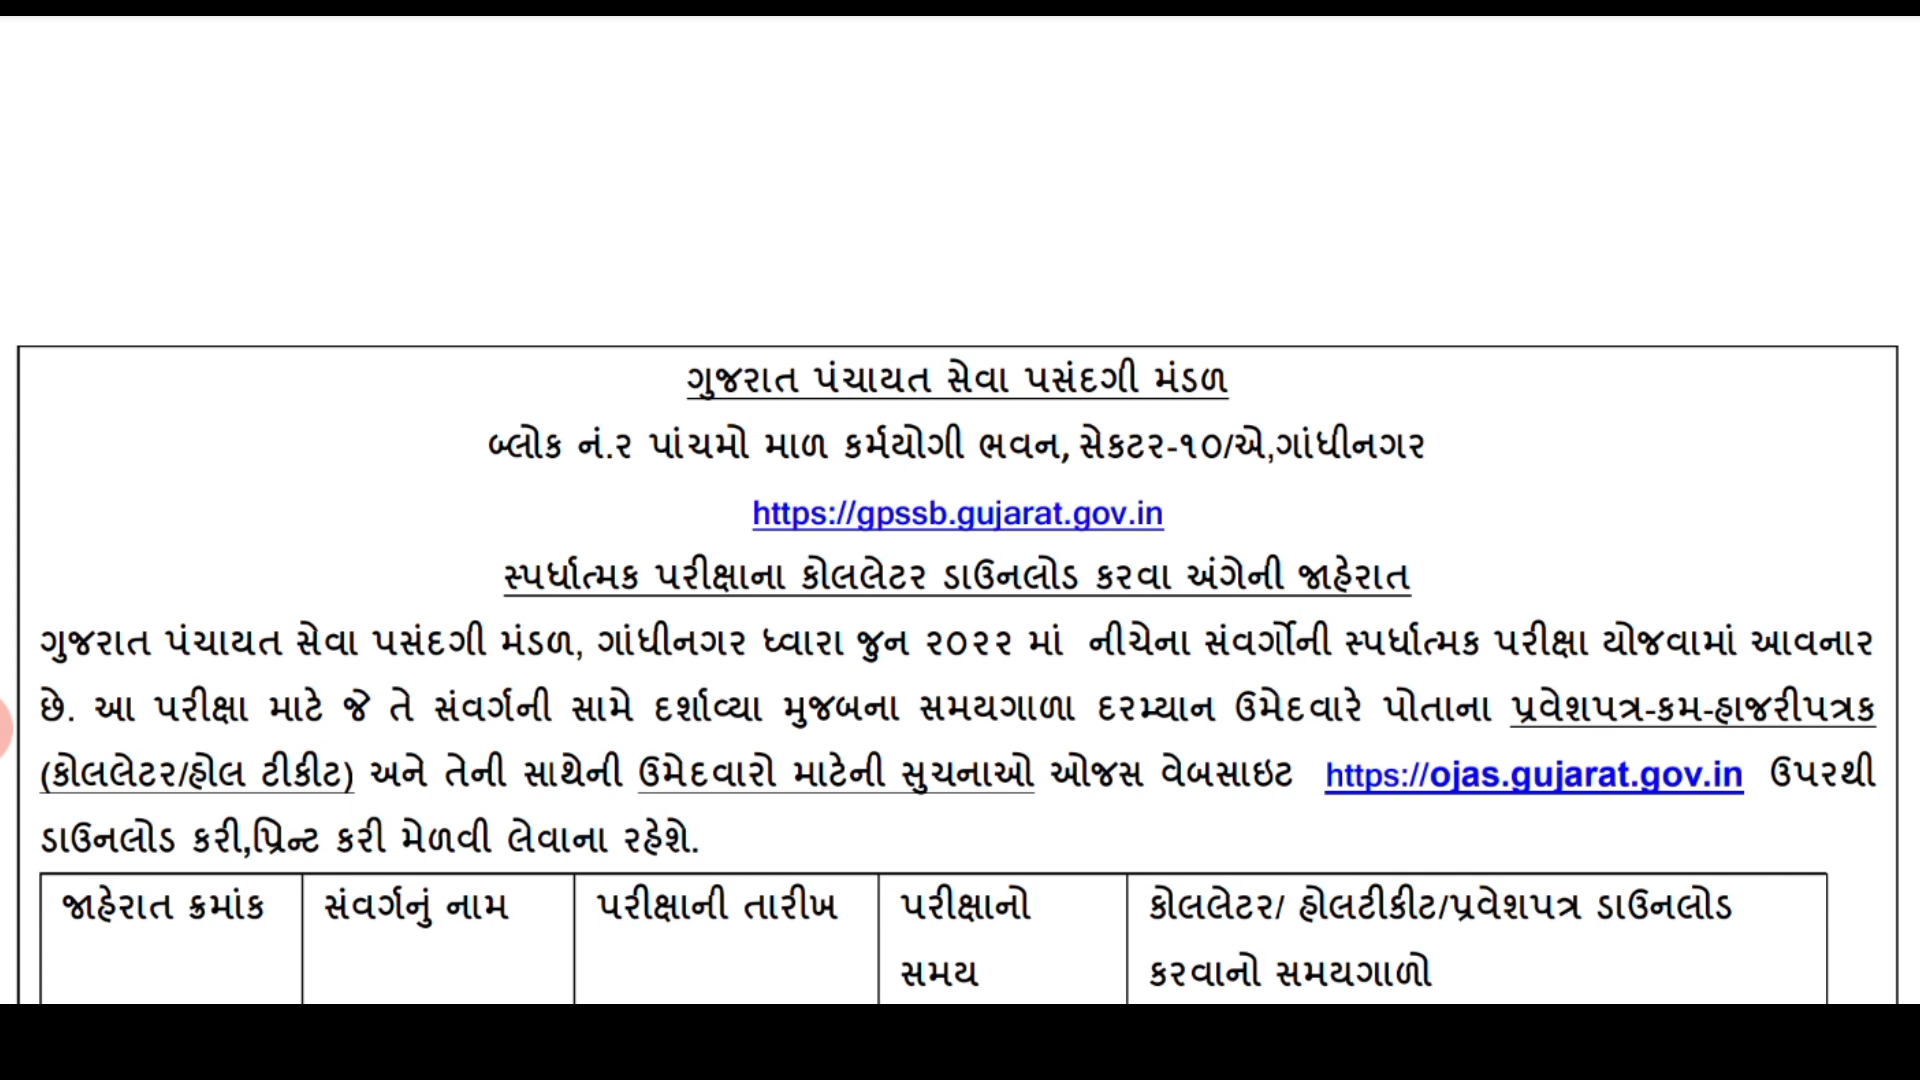 ગુજરાત પંચાયત સેવા પસંદગી મંડળ
બ્લોક નં.૨ પાંચમો માળ કર્મયોગી ભવન, સેકટર-૧૦/એ,ગાંધીનગર
https://gpssb.gujarat.gov.in
સ્પર્ધાત્મક પરીક્ષાના કોલલેટર ડાઉનલોડ કરવા અંગેની જાહેરાત
ગુજરાત પંચાયત સેવા પસંદગી મંડળ, ગાંધીનગર ધ્વારા જુન ૨૦૨૨ માં નીચેના સંવર્ગોની સ્પર્ધાત્મક પરીક્ષા યોજવામાં આવનાર
છે. આ પરીક્ષા માટે જે તે સંવર્ગની સામે દર્શાવ્યા મુજબના સમયગાળા દરમ્યાન ઉમેદવારે પોતાના પ્રવેશપત્ર-કમ-હાજરીપત્રક
(કોલલેટર/હોલ ટીકીટ) અને તેની સાથેની ઉમેદવારો માટેની સુચનાઓ ઓજસ વેબસાઇટ https://ojas.gujarat.gov.in ઉપરથી
ડાઉનલોડ કરી,પ્રિન્ટ કરી મેળવી લેવાના રહેશે.
જાહેરાત ક્રમાંક સંવર્ગનું નામ પરીક્ષાની તારીખ પરીક્ષાનો કોલલેટર/ હોલટીકીટ/પ્રવેશપત્ર ડાઉનલોડ
સમય કરવાનો સમયગાળો